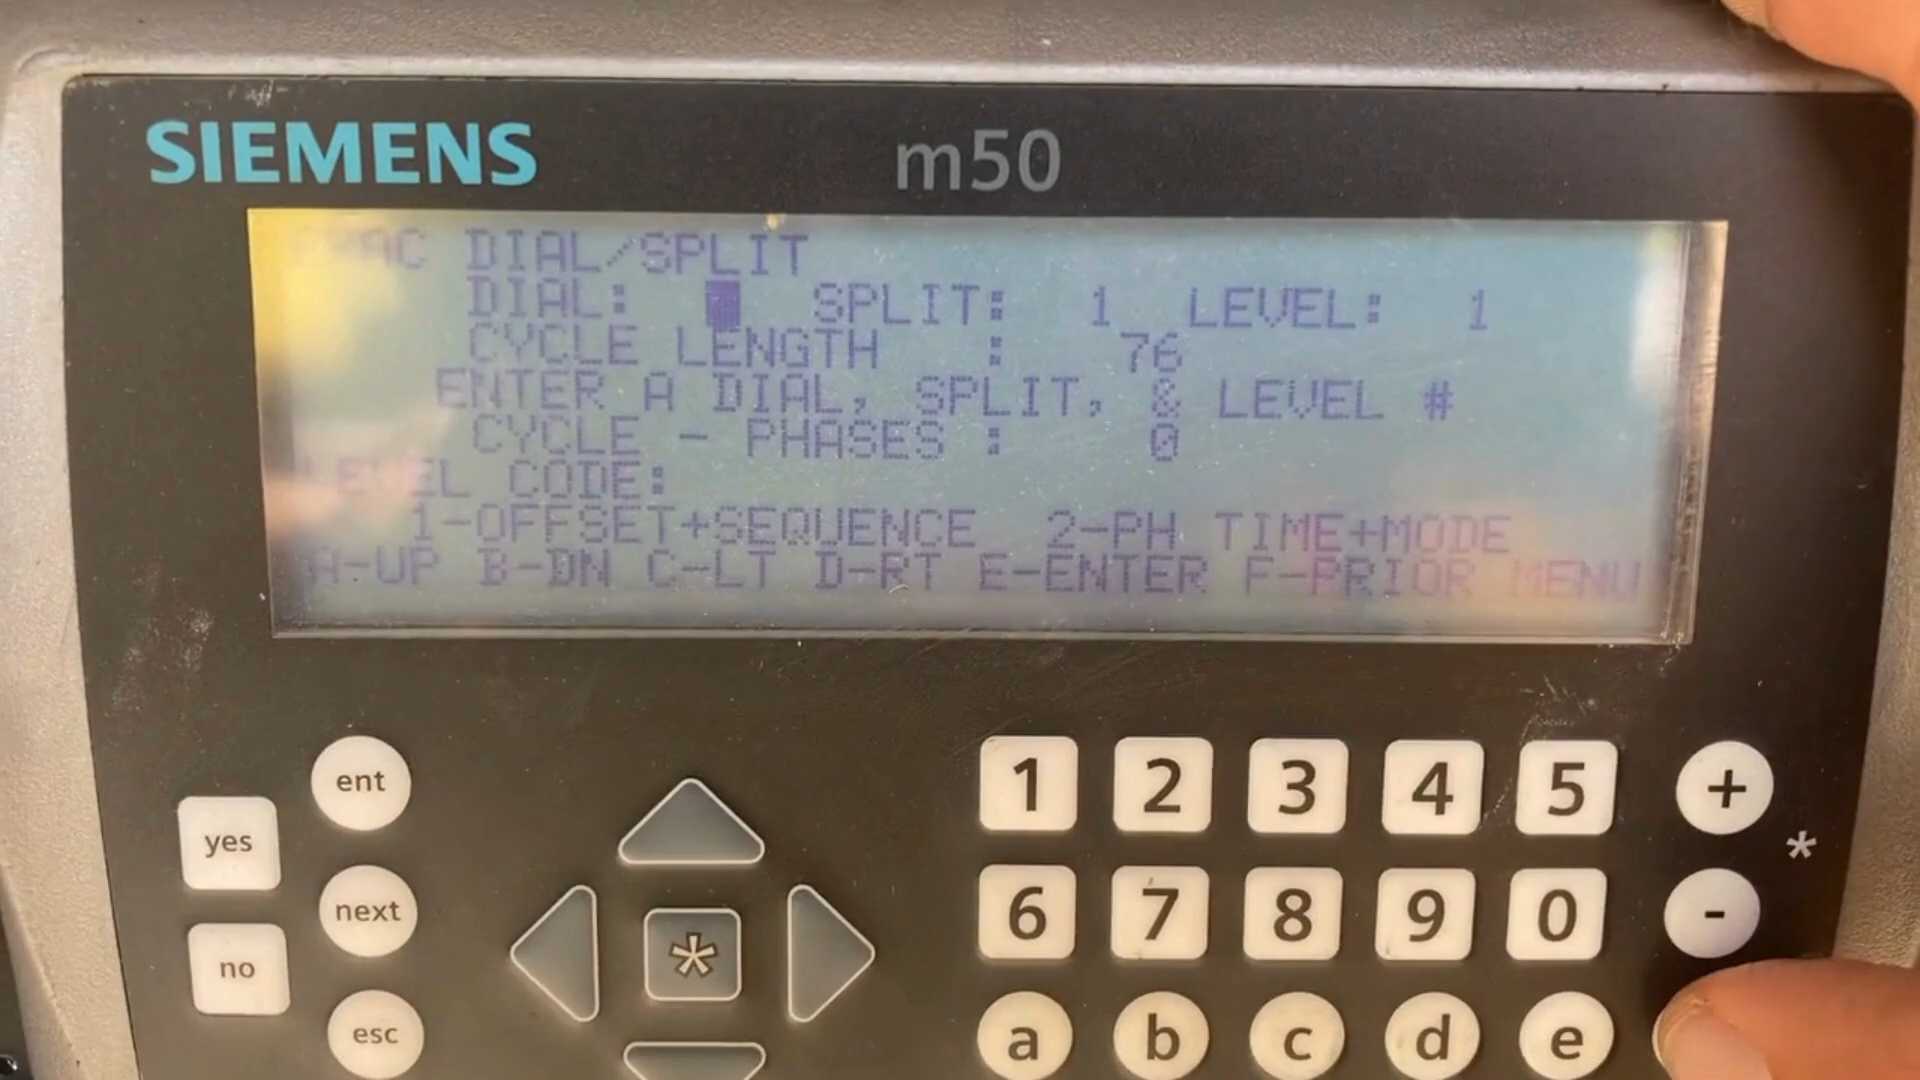 SIEMENS m50
DIAL/SPLIT
DIAL: SPLIT: 1 LEVEL: 1
CYCLE LENGTH : 76
ENTER A DIAL, SPLIT, & LEVEL #
CYCLE - PHASES : 0
LEVEL CODE:
1-OFFSET+SEQUENCE 2-PH TIME+MODE
A-UP B-DN C-LT D-RT E-ENTER F-PRIOR MENU
ent
yes
next
no
esc
*
1 2 3 4 5 +
*
6 7 8 9 0 -
a b c d e